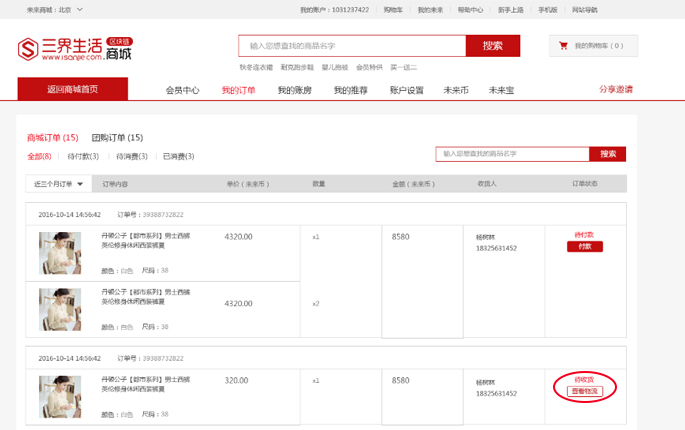 未来商城：北京
我的账户：1031237422 购物车 我的未来 帮助中心 新手上路 手机版 网站导航
三界生活 区块链 商城
www.isanjie.com
输入您想查找的商品名字 搜索
我的购物车（0）
秋冬连衣裙 耐克跑步鞋 婴儿商城 会员特供 买一送二
返回商城首页 会员中心 我的订单 我的账房 我的推荐 账户设置 未来币 未来宝 分享邀请
商城订单 (15) 团购订单 (15)
全部(8) 待付款(3) 待消费(3) 已消费(3)
输入您想查找的商品名字 搜索
近三个月订单 订单内容 单价（未来币） 数量 金额（未来币） 收货人 订单状态
2016-10-14 14:56:42 订单号：39388732822
丹顿公子【都市系列】男士西裤 4320.00 x1 8580 杨树林 待付款
英伦修身休闲西装裤夏 18325631452 付款
颜色：白色 尺码：38
丹顿公子【都市系列】男士西裤 4320.00 x2
英伦修身休闲西装裤夏
颜色：白色 尺码：38
2016-10-14 14:56:42 订单号：39388732822
丹顿公子【都市系列】男士西裤 320.00 x1 8580 杨树林 待收货
英伦修身休闲西装裤夏 18325631452 查看物流
颜色：白色 尺码：38